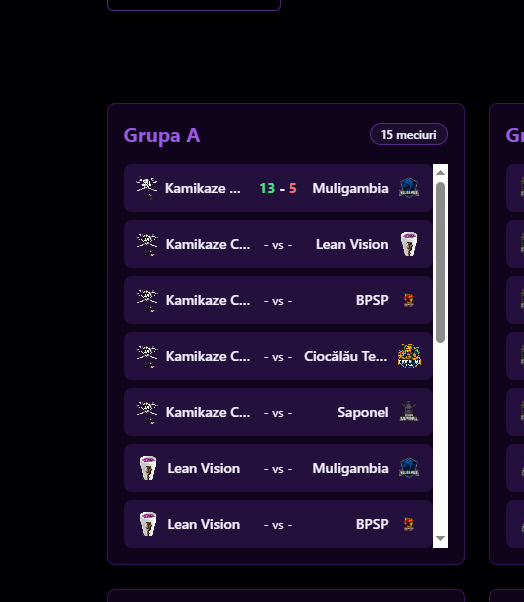 Grupa A 15 meciuri
Kamikaze ... 13 - 5 Muligambia
Kamikaze C... - vs - Lean Vision
Kamikaze C... - vs - BPSP
Kamikaze C... - vs - Ciocălău Te...
Kamikaze C... - vs - Saponel
Lean Vision - vs - Muligambia
Lean Vision - vs - BPSP